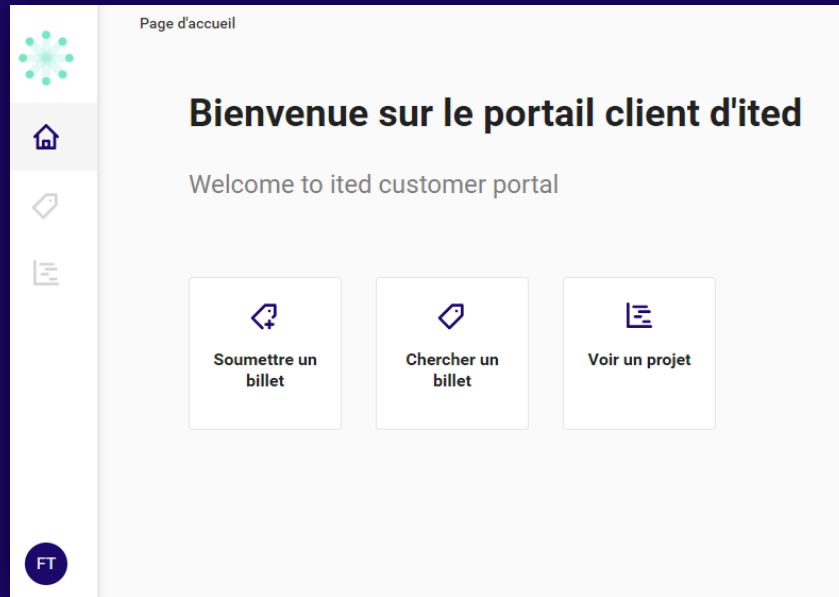 Page d'accueil
Bienvenue sur le portail client d'ited
Welcome to ited customer portal
Soumettre un
billet
Chercher un
billet
Voir un projet
FT